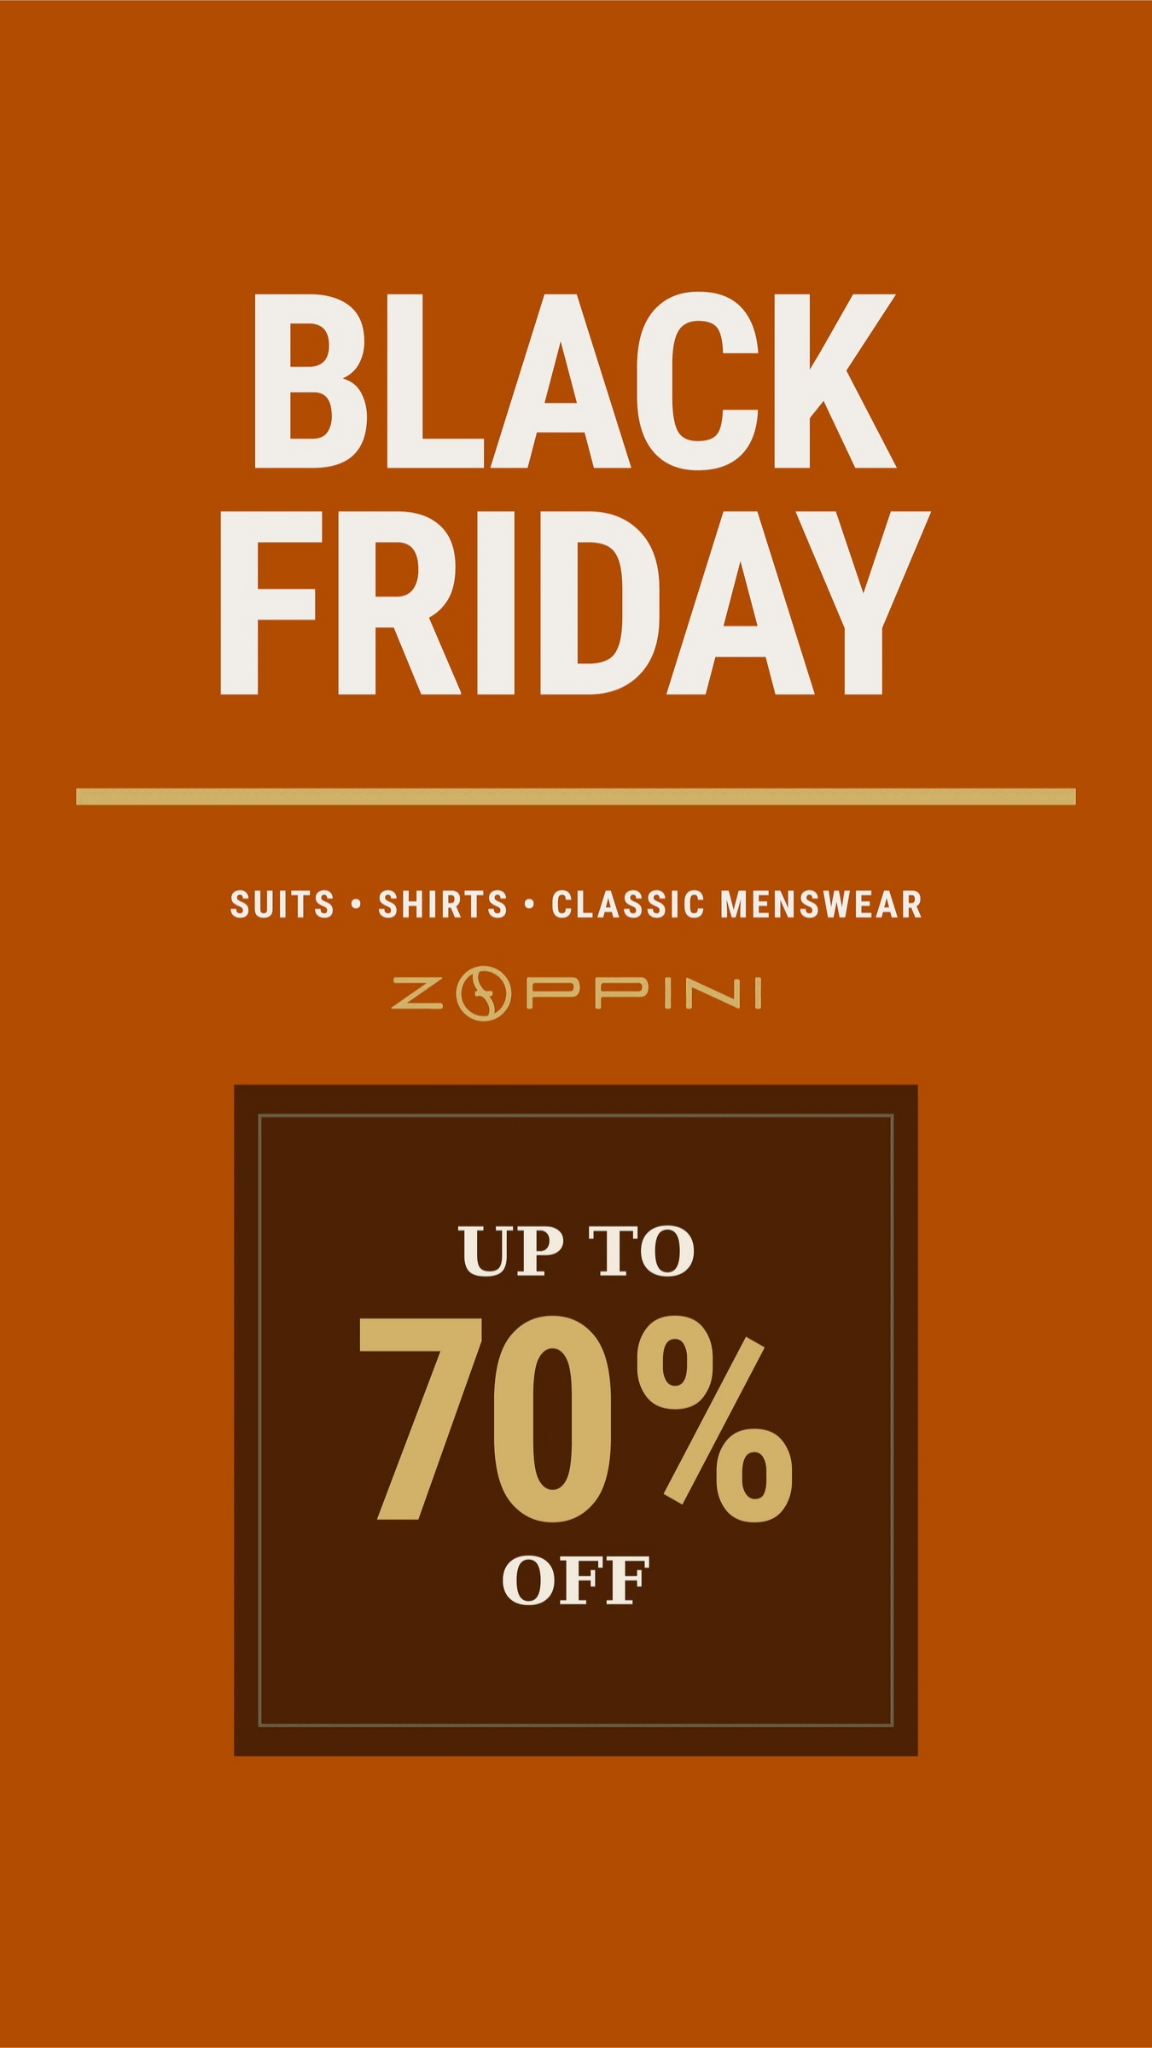 BLACK
FRIDAY
SUITS • SHIRTS • CLASSIC MENSWEAR
ZOPPINI
UP TO
70%
OFF